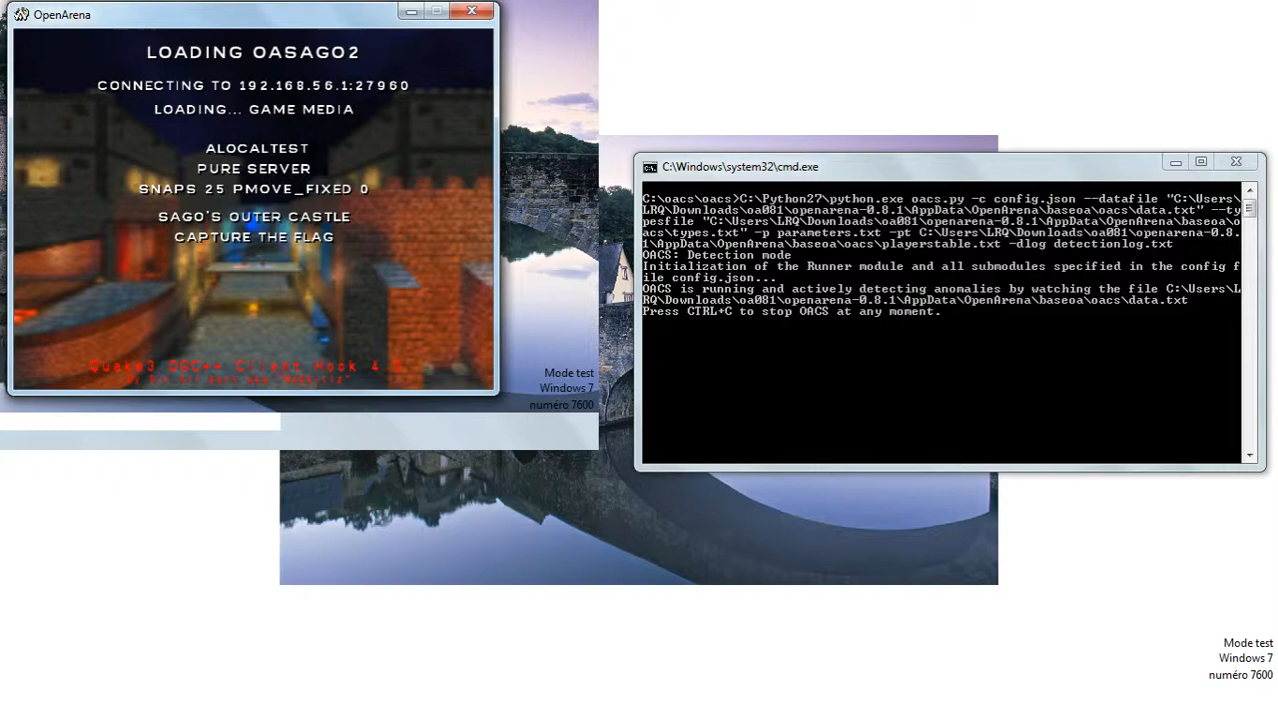 OpenArena
LOADING OASAGO2
CONNECTING TO 192.168.56.1:27960
LOADING... GAME MEDIA
ALOCALTEST
PURE SERVER
SNAPS 25 PMOVE_FIXED 0
SAGO'S OUTER CASTLE
CAPTURE THE FLAG
Mode test
Windows 7
numéro 7600
C:\Windows\system32\cmd.exe
C:\oacs\oacs>C:\Python27\python.exe oacs.py -c config.json --datafile "C:\Users\
LRQ\Downloads\oa081\openarena-0.8.1\AppData\OpenArena\baseoa\oacs\data.txt" --ty
pesfile "C:\Users\LRQ\Downloads\oa081\openarena-0.8.1\AppData\OpenArena\baseoa\o
acs\types.txt" -p parameters.txt -pt C:\Users\LRQ\Downloads\oa081\openarena-0.8.
1\AppData\OpenArena\baseoa\oacs\playerstable.txt -dlog detectionlog.txt
OACS: Detection mode
Initialization of the Runner module and all submodules specified in the config f
ile config.json...
OACS is running and actively detecting anomalies by watching the file C:\Users\L
RQ\Downloads\oa081\openarena-0.8.1\AppData\OpenArena\baseoa\oacs\data.txt
Press CTRL+C to stop OACS at any moment.
Mode test
Windows 7
numéro 7600